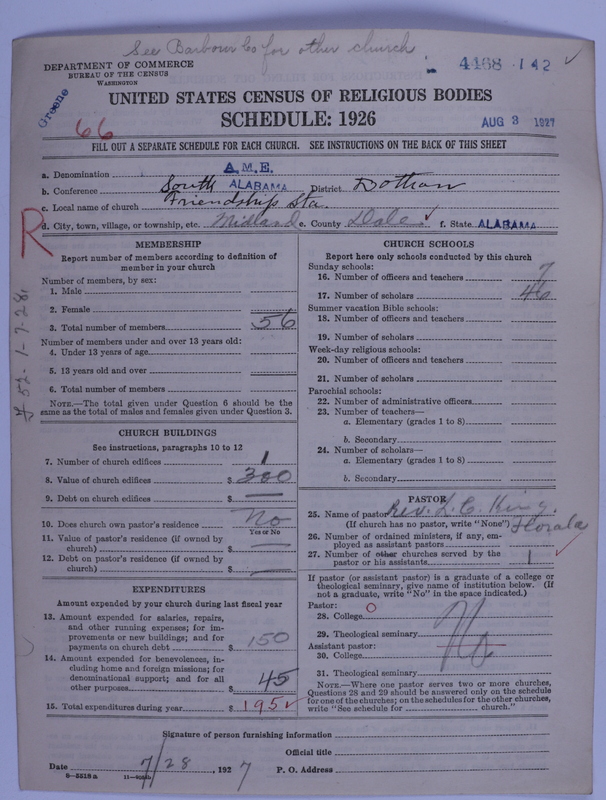 See Barbour Co for other church
DEPARTMENT OF COMMERCE
BUREAU OF THE CENSUS
WASHINGTON
4468 142
Greene
UNITED STATES CENSUS OF RELIGIOUS BODIES
SCHEDULE: 1926
66
AUG 3 1927
FILL OUT A SEPARATE SCHEDULE FOR EACH CHURCH. SEE INSTRUCTIONS ON THE BACK OF THIS SHEET
a. Denomination A.M.E.
b. Conference South ALABAMA District Dothan
c. Local name of church Friendship Sta.
d. City, town, village, or township, etc. Midland e. County Dale f. State ALABAMA
R
MEMBERSHIP
Report number of members according to definition of
member in your church
Number of members, by sex:
1. Male
2. Female
3. Total number of members 56
Number of members under and over 13 years old:
4. Under 13 years of age
5. 13 years old and over
6. Total number of members
NOTE.—The total given under Question 6 should be the
same as the total of males and females given under Question 3.
CHURCH BUILDINGS
See instructions, paragraphs 10 to 12
7. Number of church edifices 1
8. Value of church edifices $ 300
9. Debt on church edifices $ —
10. Does church own pastor's residence No
Yes or No
11. Value of pastor's residence (if owned by
church) $ —
12. Debt on pastor's residence (if owned by
church) $ —
EXPENDITURES
Amount expended by your church during last fiscal year
13. Amount expended for salaries, repairs,
and other running expenses; for im-
provements or new buildings; and for
payments on church debt $ 150
14. Amount expended for benevolences, in-
cluding home and foreign missions; for
denominational support; and for all
other purposes $ 45
15. Total expenditures during year $ 195
CHURCH SCHOOLS
Report here only schools conducted by this church
Sunday schools:
16. Number of officers and teachers 7
17. Number of scholars 46
Summer vacation Bible schools:
18. Number of officers and teachers
19. Number of scholars
Week-day religious schools:
20. Number of officers and teachers
21. Number of scholars
Parochial schools:
22. Number of administrative officers
23. Number of teachers—
a. Elementary (grades 1 to 8)
b. Secondary
24. Number of scholars—
a. Elementary (grades 1 to 8)
b. Secondary
PASTOR
25. Name of pastor Rev. L. C. King.
(If church has no pastor, write "None") Florala
26. Number of ordained ministers, if any, em-
ployed as assistant pastors
27. Number of other churches served by the
pastor or his assistants 1
If pastor (or assistant pastor) is a graduate of a college or
theological seminary, give name of institution below. (If
not a graduate, write "No" in the space indicated.)
Pastor:
28. College
29. Theological seminary
Assistant pastor:
30. College
31. Theological seminary
NOTE.—Where one pastor serves two or more churches,
Questions 28 and 29 should be answered only on the schedule
for one of the churches; on the schedules for the other churches,
write "See schedule for church."
Signature of person furnishing information
Official title
Date 7/28, 1927 P. O. Address
8-5518a